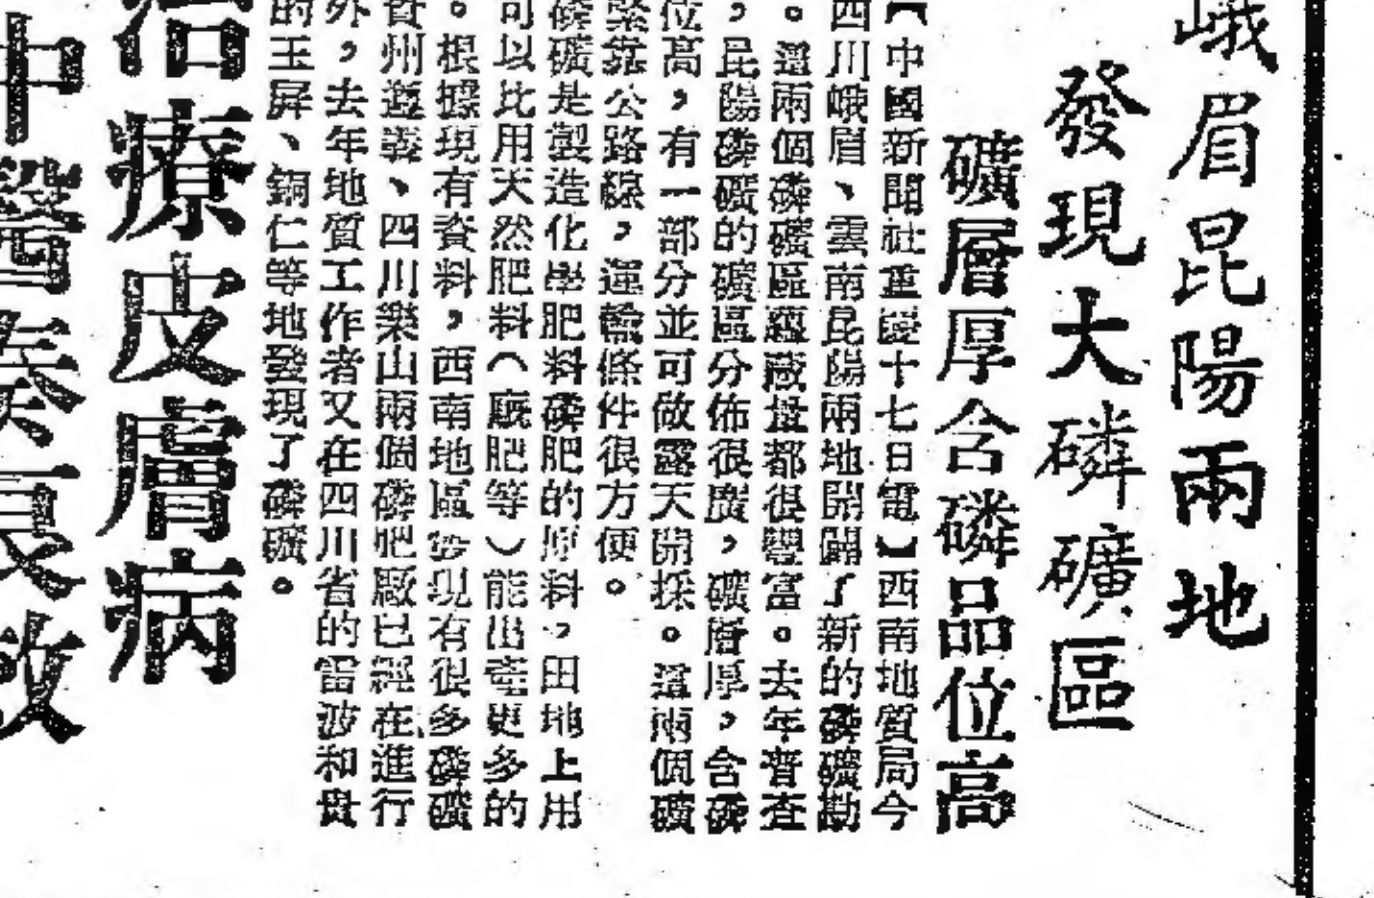 峨眉昆陽兩地
發現大磷礦區
礦層厚含磷品位高
【中國新聞社重慶十七日電】西南地質局今
四川峨眉、雲南昆陽兩地開闢了新的磷礦勘
。這兩個磷礦區蘊藏量都很豐富。去年普查
，昆陽磷礦的礦區分佈很廣，礦層厚，含磷
位高，有一部分並可做露天開採。這兩個礦
緊靠公路線，運輸條件很方便。
磷礦是製造化學肥料磷肥的原料，田地上用
可以比用天然肥料（廐肥等）能出產更多的
。根據現有資料，西南地區發現有很多磷礦
貴州遵義、四川樂山兩個磷肥廠已經在進行
外，去年地質工作者又在四川省的雷波和貴
的玉屏、銅仁等地發現了磷礦。
治療皮膚病
中醫秦良敬